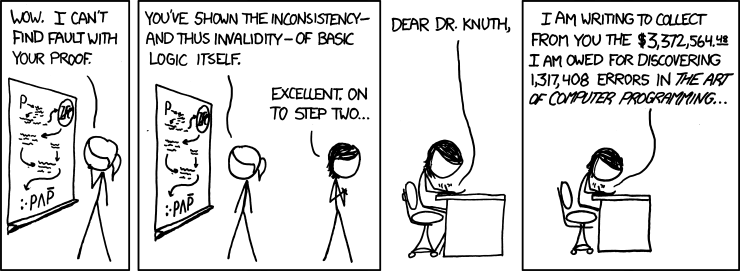 WOW. I CAN'T
FIND FAULT WITH
YOUR PROOF.
P
ZFC
∴P∧P̄
YOU'VE SHOWN THE INCONSISTENCY—
AND THUS INVALIDITY—OF BASIC
LOGIC ITSELF.
EXCELLENT. ON
TO STEP TWO...
P
ZFC
∴P∧P̄
DEAR DR. KNUTH,
I AM WRITING TO COLLECT
FROM YOU THE $3,372,564.48
I AM OWED FOR DISCOVERING
1,317,408 ERRORS IN THE ART
OF COMPUTER PROGRAMMING...